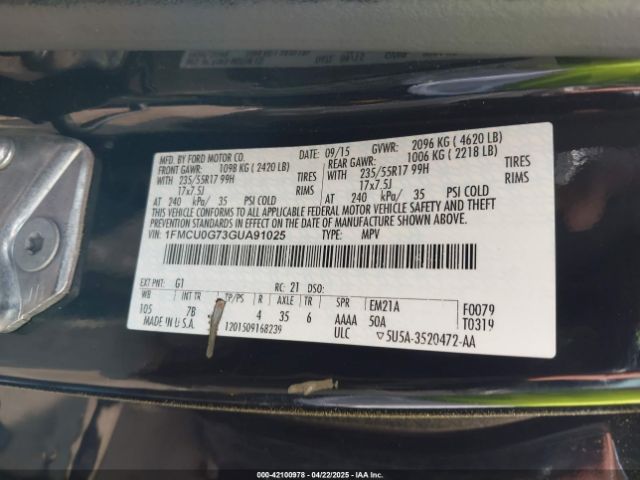 MFD. BY FORD MOTOR CO.
DATE: 09/15 GVWR: 2096 KG ( 4620 LB)
FRONT GAWR: 1098 KG ( 2420 LB) REAR GAWR: 1006 KG ( 2218 LB)
WITH 235/55R17 99H TIRES WITH 235/55R17 99H TIRES
17x7.5J RIMS 17x7.5J RIMS
AT 240 kPa/ 35 PSI COLD AT 240 kPa/ 35 PSI COLD
THIS VEHICLE CONFORMS TO ALL APPLICABLE FEDERAL MOTOR VEHICLE SAFETY AND THEFT
PREVENTION STANDARDS IN EFFECT ON THE DATE OF MANUFACTURE SHOWN ABOVE.
VIN: 1FMCU0G73GUA91025 TYPE: MPV
EXT PNT: G1 RC: 21 DSO:
WB INT TR TP/PS R AXLE TR SPR EM21A F0079
105 7B 4 35 6 AAAA 50A T0319
MADE IN U.S.A. 1201509168239 ULC ▽5U5A-3520472-AA
000-42100978 - 04/22/2025 - IAAI.COM